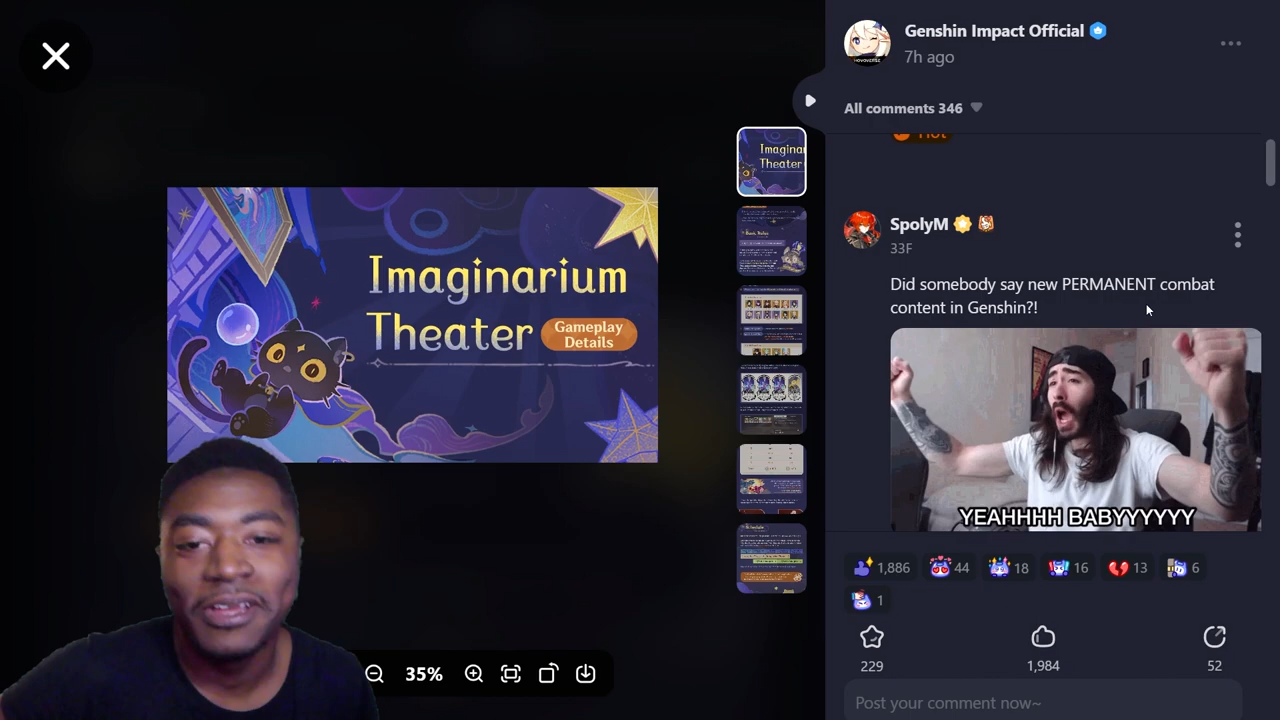 Imaginarium
Theater
Gameplay
Details
Imaginar
Theater
35%
Genshin Impact Official
7h ago
All comments 346
Hot
SpolyM
33F
Did somebody say new PERMANENT combat
content in Genshin?!
YEAHHHH BABYYYYYY
1,886
44
18
16
13
6
1
229
1,984
52
Post your comment now~